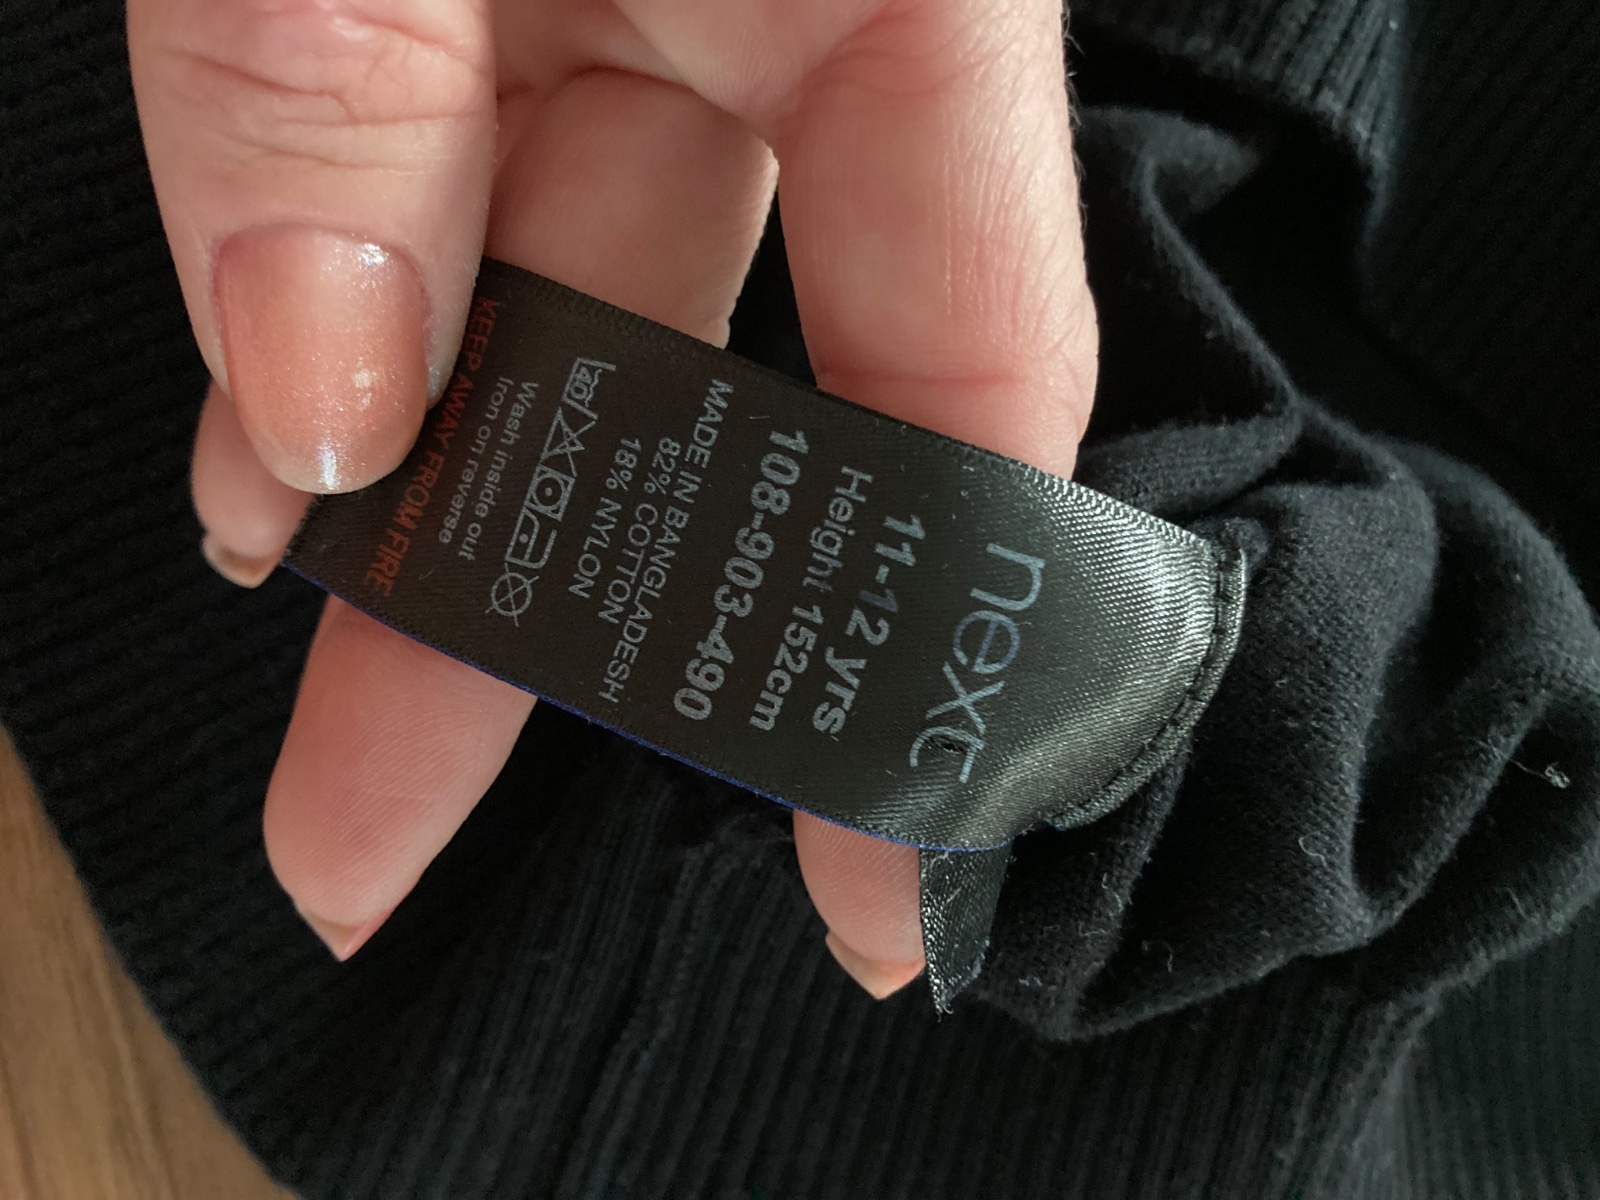 next
11-12 yrs
Height 152cm
108-903-490
MADE IN BANGLADESH
82% COTTON
18% NYLON
40
Wash inside out
Iron on reverse
KEEP AWAY FROM FIRE